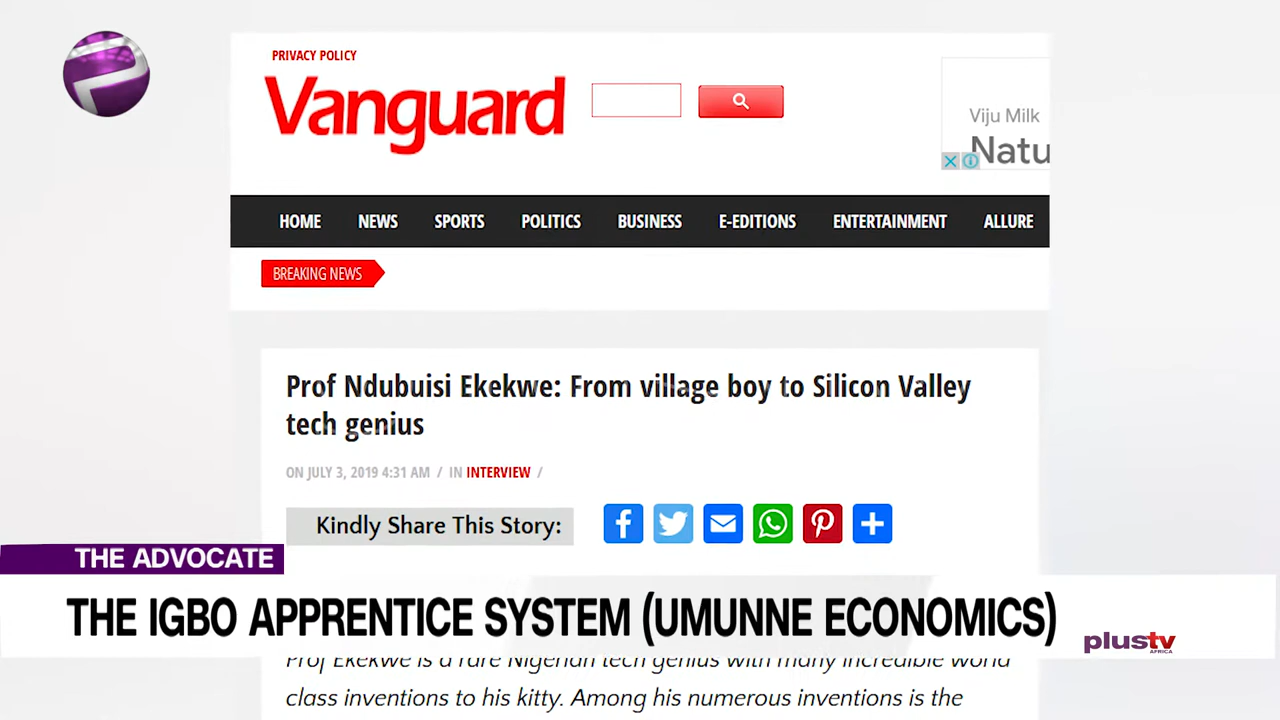 PRIVACY POLICY
Vanguard
Viju Milk
Natu
HOME NEWS SPORTS POLITICS BUSINESS E-EDITIONS ENTERTAINMENT ALLURE
BREAKING NEWS
Prof Ndubuisi Ekekwe: From village boy to Silicon Valley
tech genius
ON JULY 3, 2019 4:31 AM / IN INTERVIEW /
Kindly Share This Story:
THE ADVOCATE
THE IGBO APPRENTICE SYSTEM (UMUNNE ECONOMICS)
plustv
AFRICA
Prof Ekekwe is a rare Nigerian tech genius with many incredible world
class inventions to his kitty. Among his numerous inventions is the